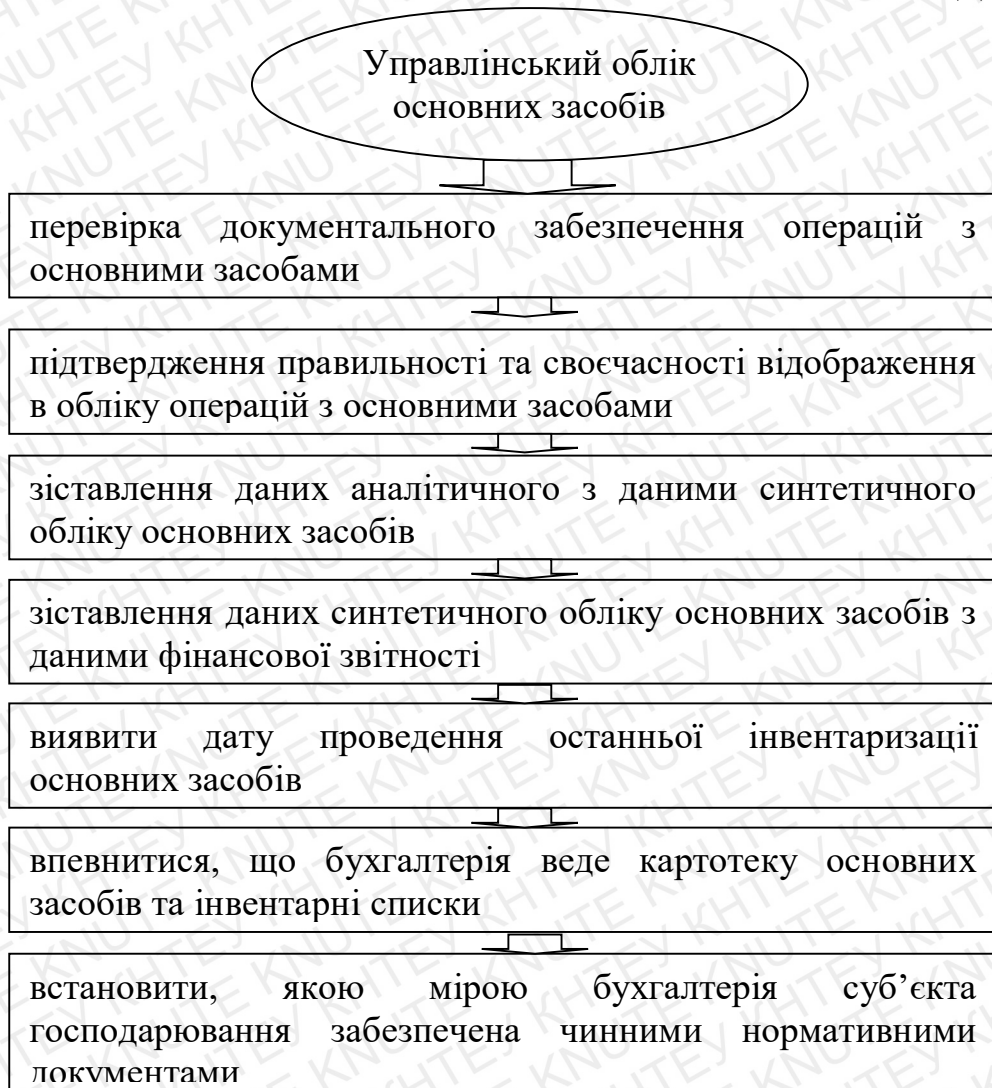 Управлінський облік
основних засобів
перевірка документального забезпечення операцій з
основними засобами
підтвердження правильності та своєчасності відображення
в обліку операцій з основними засобами
зіставлення даних аналітичного з даними синтетичного
обліку основних засобів
зіставлення даних синтетичного обліку основних засобів з
даними фінансової звітності
виявити дату проведення останньої інвентаризації
основних засобів
впевнитися, що бухгалтерія веде картотеку основних
засобів та інвентарні списки
встановити, якою мірою бухгалтерія суб’єкта
господарювання забезпечена чинними нормативними
документами